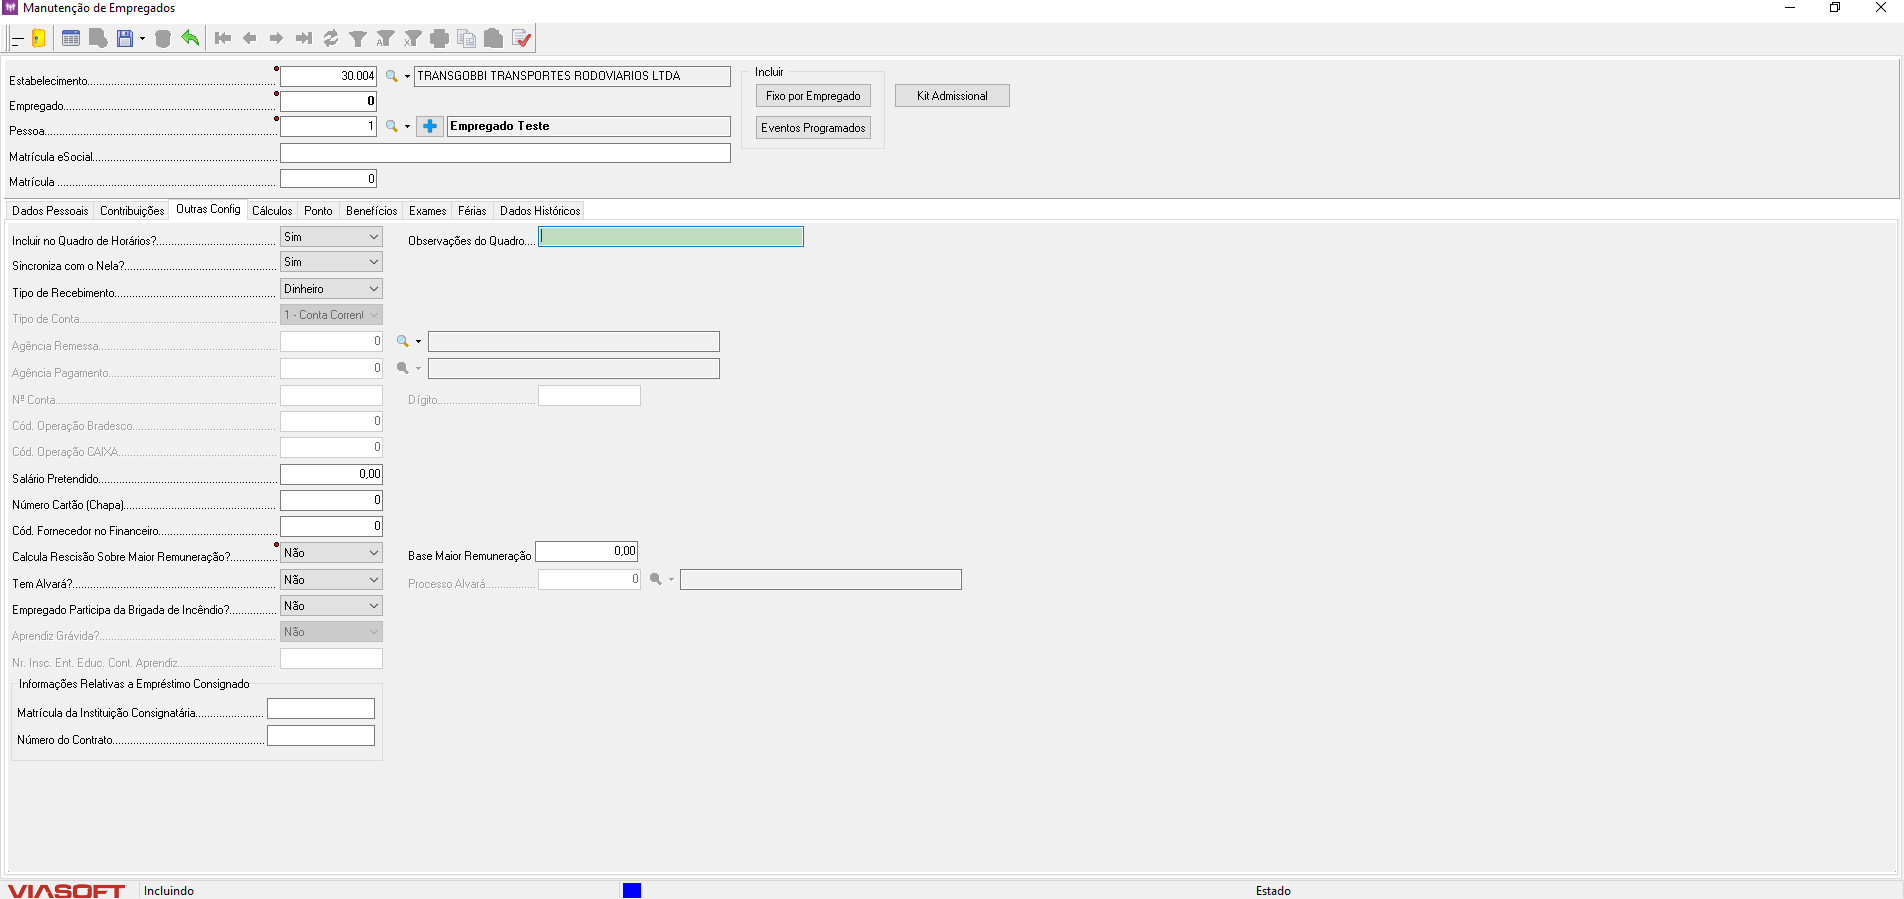 Manutenção de Empregados
Estabelecimento 30.004 TRANSGOBBI TRANSPORTES RODOVIARIOS LTDA
Empregado 0
Pessoa 1 Empregado Teste
Matrícula eSocial
Matrícula 0
Incluir
Fixo por Empregado
Eventos Programados
Kit Admissional
Dados Pessoais Contribuições Outras Config Cálculos Ponto Benefícios Exames Férias Dados Históricos
Incluir no Quadro de Horários? Sim Observações do Quadro
Sincroniza com o Nela? Sim
Tipo de Recebimento Dinheiro
Tipo de Conta 1 - Conta Corrent
Agência Remessa 0
Agência Pagamento 0
Nº Conta Dígito
Cód. Operação Bradesco 0
Cód. Operação CAIXA 0
Salário Pretendido 0,00
Número Cartão (Chapa) 0
Cód. Fornecedor no Financeiro 0
Calcula Rescisão Sobre Maior Remuneração? Não Base Maior Remuneração 0,00
Tem Alvará? Não Processo Alvará 0
Empregado Participa da Brigada de Incêndio? Não
Aprendiz Grávida? Não
Nr. Insc. Ent. Educ. Cont. Aprendiz
Informações Relativas a Empréstimo Consignado
Matrícula da Instituição Consignatária
Número do Contrato
VIASOFT Incluindo Estado